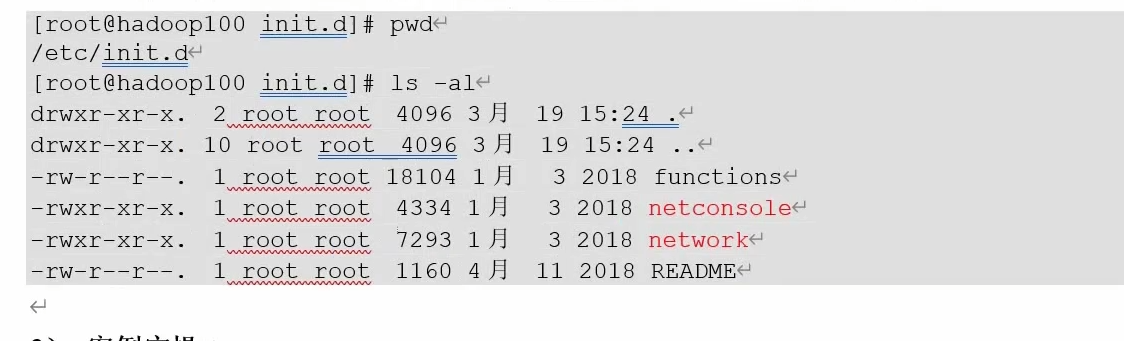 [root@hadoop100 init.d]# pwd↵
/etc/init.d↵
[root@hadoop100 init.d]# ls -al↵
drwxr-xr-x.  2 root root  4096 3月  19 15:24 .↵
drwxr-xr-x. 10 root root  4096 3月  19 15:24 ..↵
-rw-r--r--.  1 root root 18104 1月   3 2018 functions↵
-rwxr-xr-x.  1 root root  4334 1月   3 2018 netconsole↵
-rwxr-xr-x.  1 root root  7293 1月   3 2018 network↵
-rw-r--r--.  1 root root  1160 4月  11 2018 README↵
↵